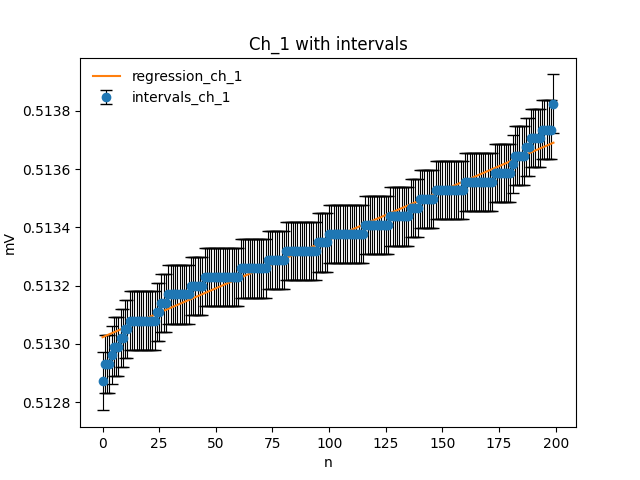 Ch_1 with intervals
regression_ch_1
intervals_ch_1
mV
0.5138
0.5136
0.5134
0.5132
0.5130
0.5128
0 25 50 75 100 125 150 175 200
n